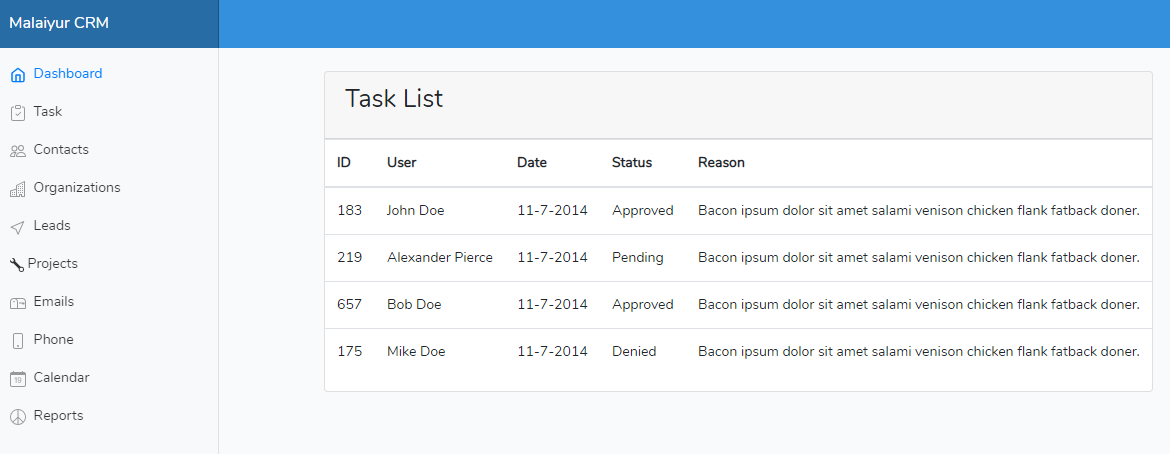 Malaiyur CRM
Dashboard
Task
Contacts
Organizations
Leads
Projects
Emails
Phone
19 Calendar
Reports
Task List
ID User Date Status Reason
183 John Doe 11-7-2014 Approved Bacon ipsum dolor sit amet salami venison chicken flank fatback doner.
219 Alexander Pierce 11-7-2014 Pending Bacon ipsum dolor sit amet salami venison chicken flank fatback doner.
657 Bob Doe 11-7-2014 Approved Bacon ipsum dolor sit amet salami venison chicken flank fatback doner.
175 Mike Doe 11-7-2014 Denied Bacon ipsum dolor sit amet salami venison chicken flank fatback doner.